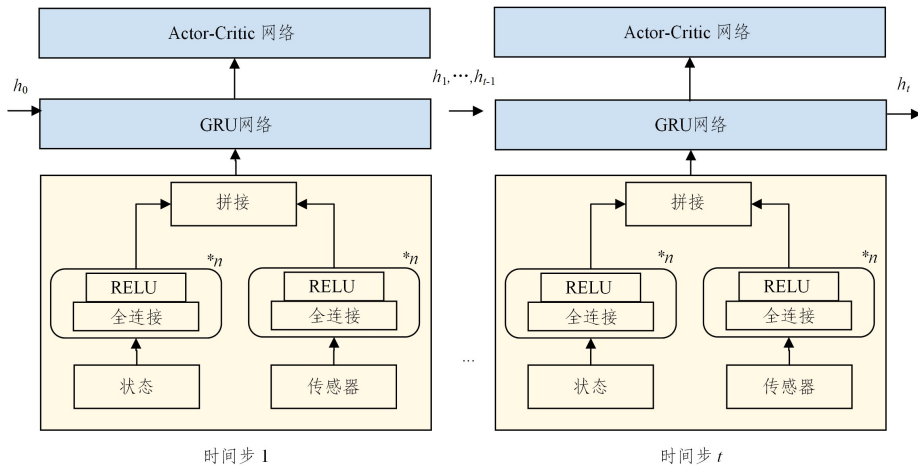 Actor-Critic 网络
Actor-Critic 网络
h0
h1,⋯,ht-1
ht
GRU网络
GRU网络
拼接
拼接
*n
*n
*n
*n
RELU
RELU
RELU
RELU
全连接
全连接
全连接
全连接
...
状态
传感器
状态
传感器
时间步 1
时间步 t